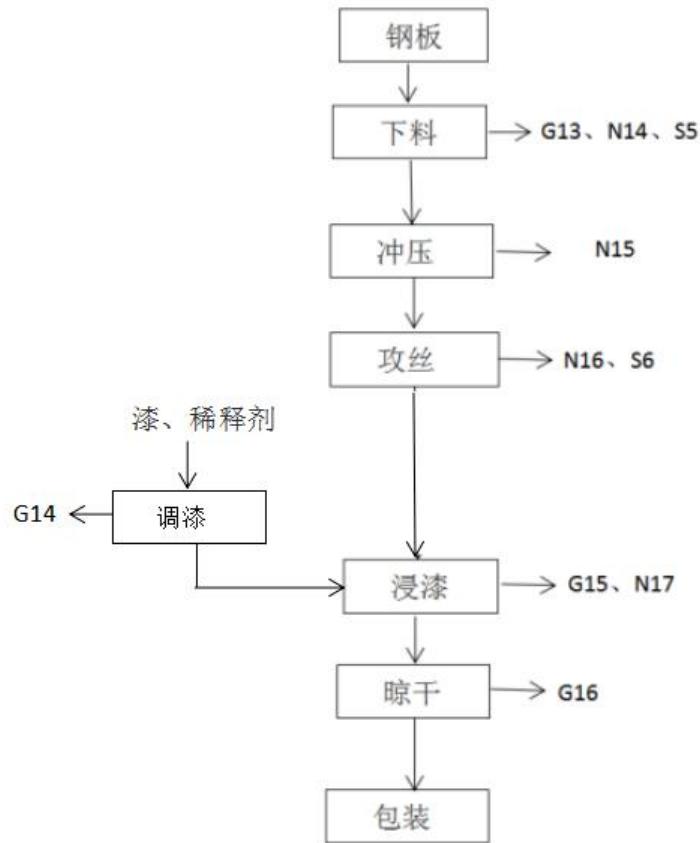 钢板
下料
G13、N14、S5
冲压
N15
攻丝
N16、S6
漆、稀释剂
G14
调漆
浸漆
G15、N17
晾干
G16
包装